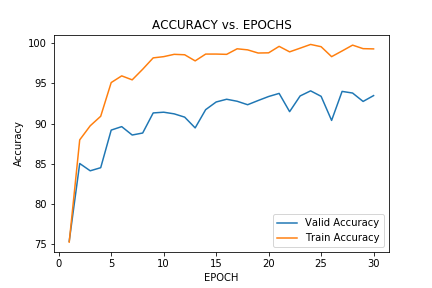 ACCURACY vs. EPOCHS
100
95
90
85
80
75
Accuracy
0 5 10 15 20 25 30
EPOCH
Valid Accuracy
Train Accuracy